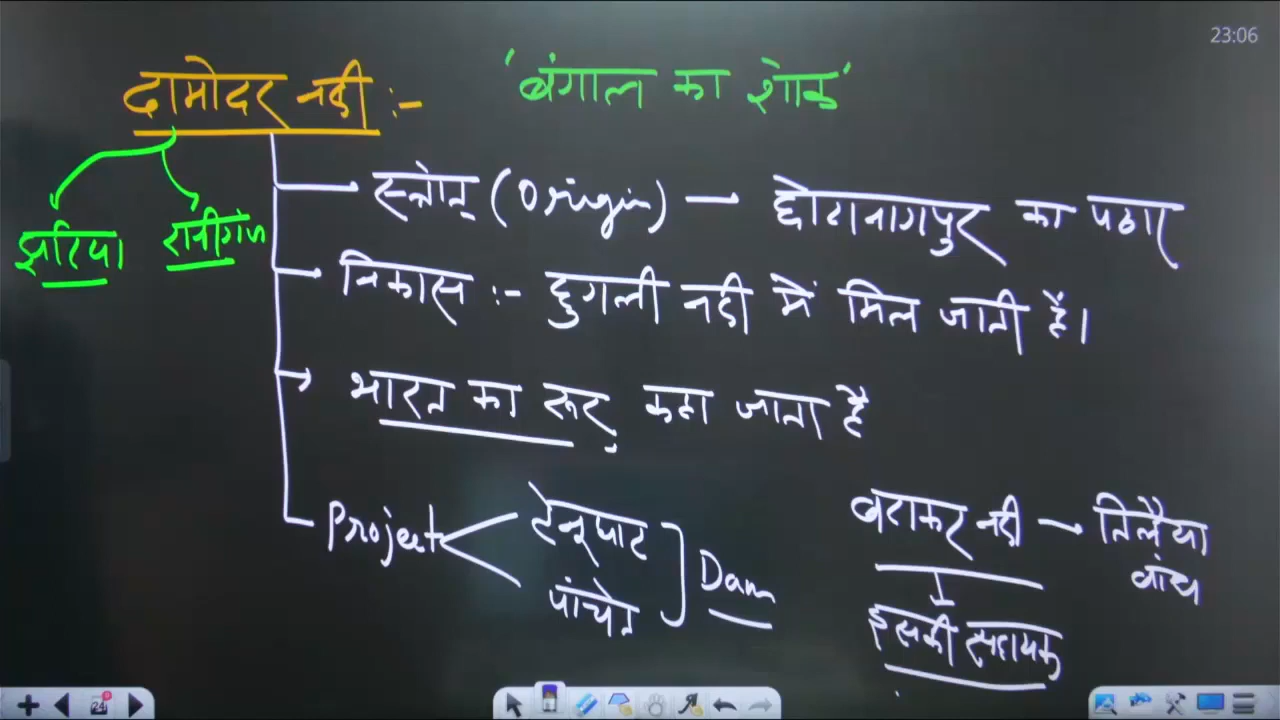 23:06
दामोदर नदी :- 'बंगाल का शोक'
झरिया रानीगंज
स्त्रोत (Origin) — छोटानागपुर का पठार
निकास :- हुगली नदी में मिल जाती है।
भारत का रूर कहा जाता है
Project टेनूघाट पांचेत ] Dam
बराकर नदी → तिलैया बांध
इसकी सहायक
24